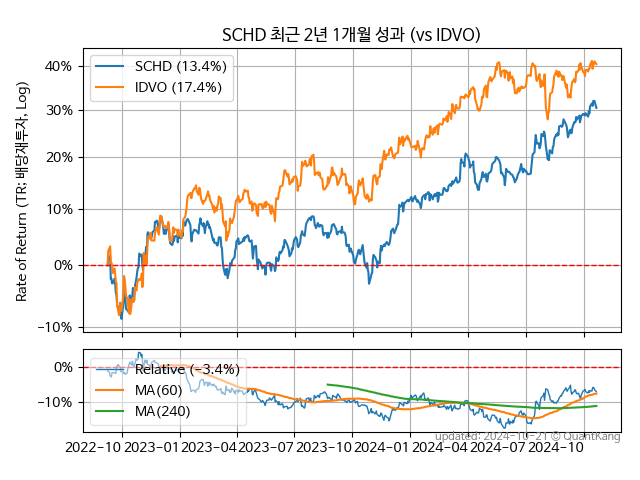 SCHD 최근 2년 1개월 성과 (vs IDVO)
Rate of Return (TR: 배당재투자, Log)
SCHD (13.4%)
IDVO (17.4%)
40%
30%
20%
10%
0%
−10%
Relative (−3.4%)
MA(60)
MA(240)
0%
−10%
updated: 2024-10-21 © QuantKang
2022-10 2023-01 2023-04 2023-07 2023-10 2024-01 2024-04 2024-07 2024-10